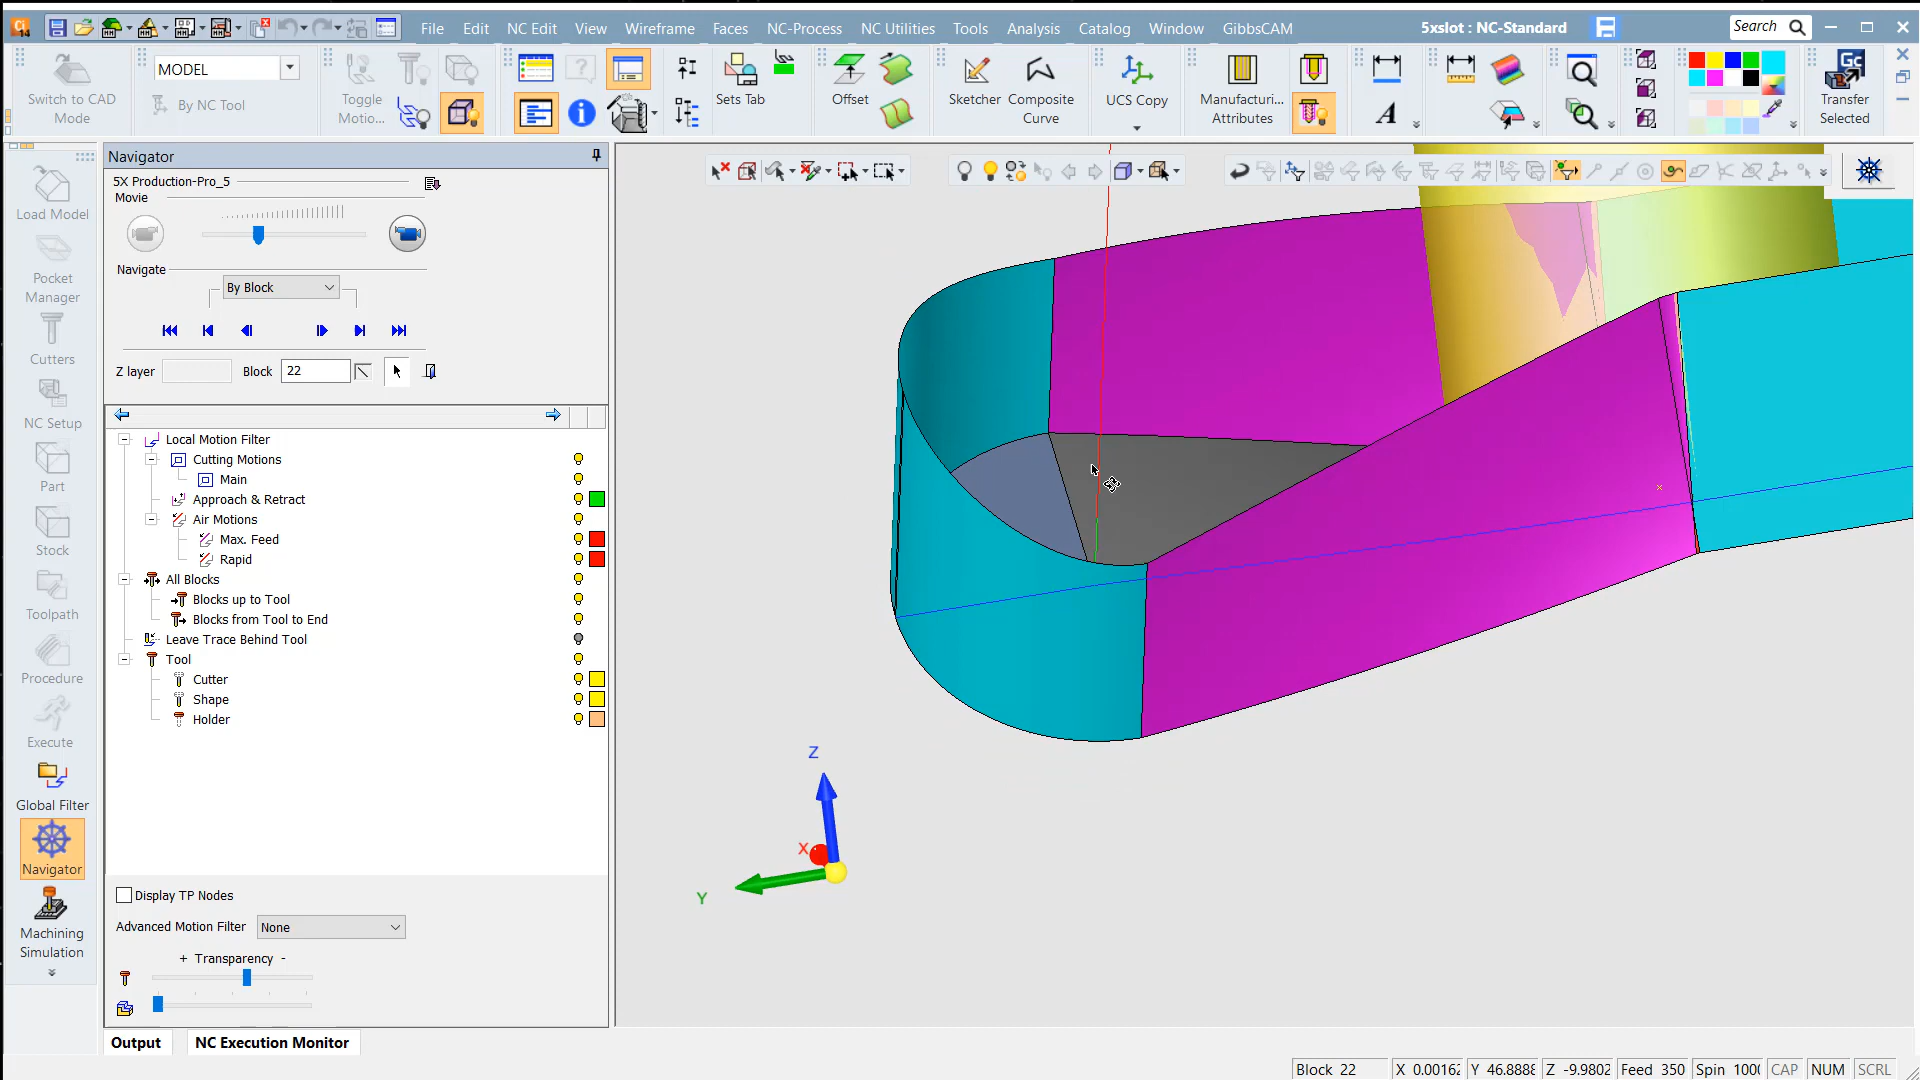 File Edit NC Edit View Wireframe Faces NC-Process NC Utilities Tools Analysis Catalog Window GibbsCAM 5xslot : NC-Standard Search
Switch to CAD Mode
MODEL
By NC Tool
Toggle Motio...
Sets Tab
Offset
Sketcher
Composite Curve
UCS Copy
Manufacturi... Attributes
Transfer Selected
Navigator
5X Production-Pro_5
Movie
Navigate
By Block
Z layer
Block 22
Load Model
Pocket Manager
Cutters
NC Setup
Part
Stock
Toolpath
Procedure
Execute
Global Filter
Navigator
Machining Simulation
Local Motion Filter
Cutting Motions
Main
Approach & Retract
Air Motions
Max. Feed
Rapid
All Blocks
Blocks up to Tool
Blocks from Tool to End
Leave Trace Behind Tool
Tool
Cutter
Shape
Holder
Display TP Nodes
Advanced Motion Filter None
+ Transparency -
Z
X
Y
Output NC Execution Monitor
Block 22 X 0.00162 Y 46.8888 Z -9.9802 Feed 350 Spin 1000 CAP NUM SCRL